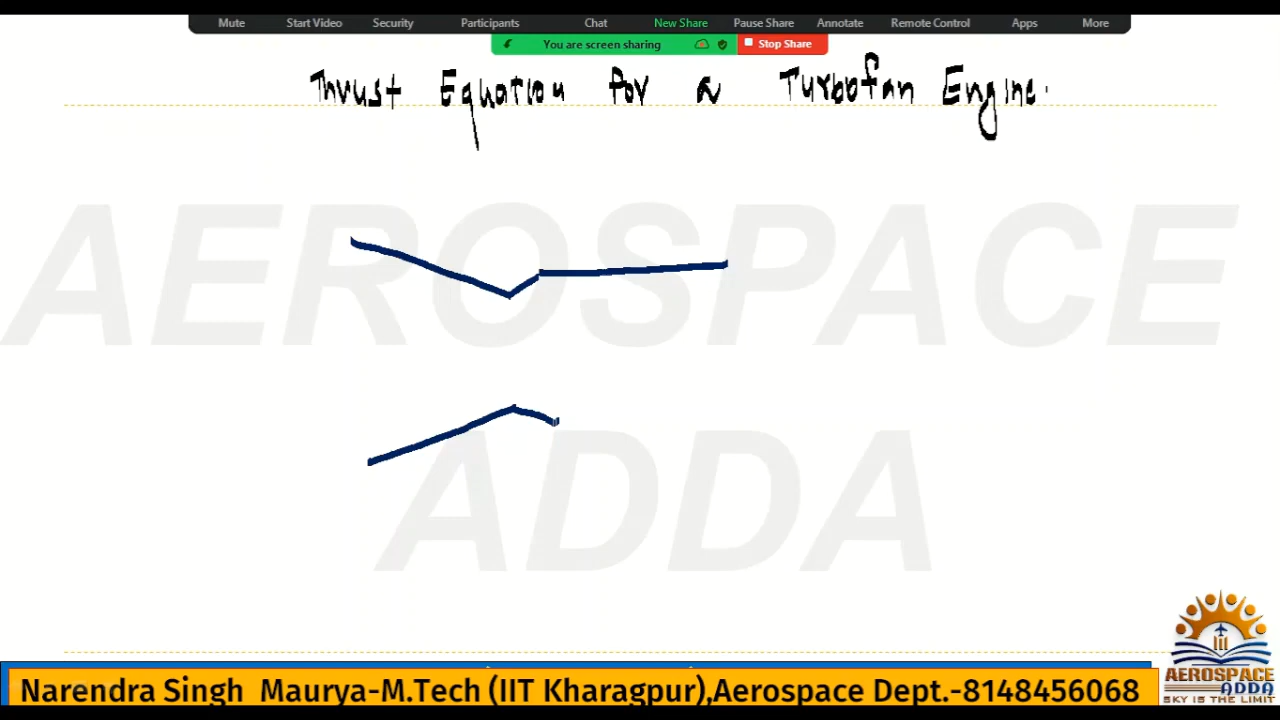 Mute Start Video Security Participants Chat New Share Pause Share Annotate Remote Control Apps More
You are screen sharing Stop Share
Thrust Equation for a Turbofan Engine.
AEROSPACE
ADDA
AEROSPACE
ADDA
SKY IS THE LIMIT
Narendra Singh Maurya-M.Tech (IIT Kharagpur),Aerospace Dept.-8148456068